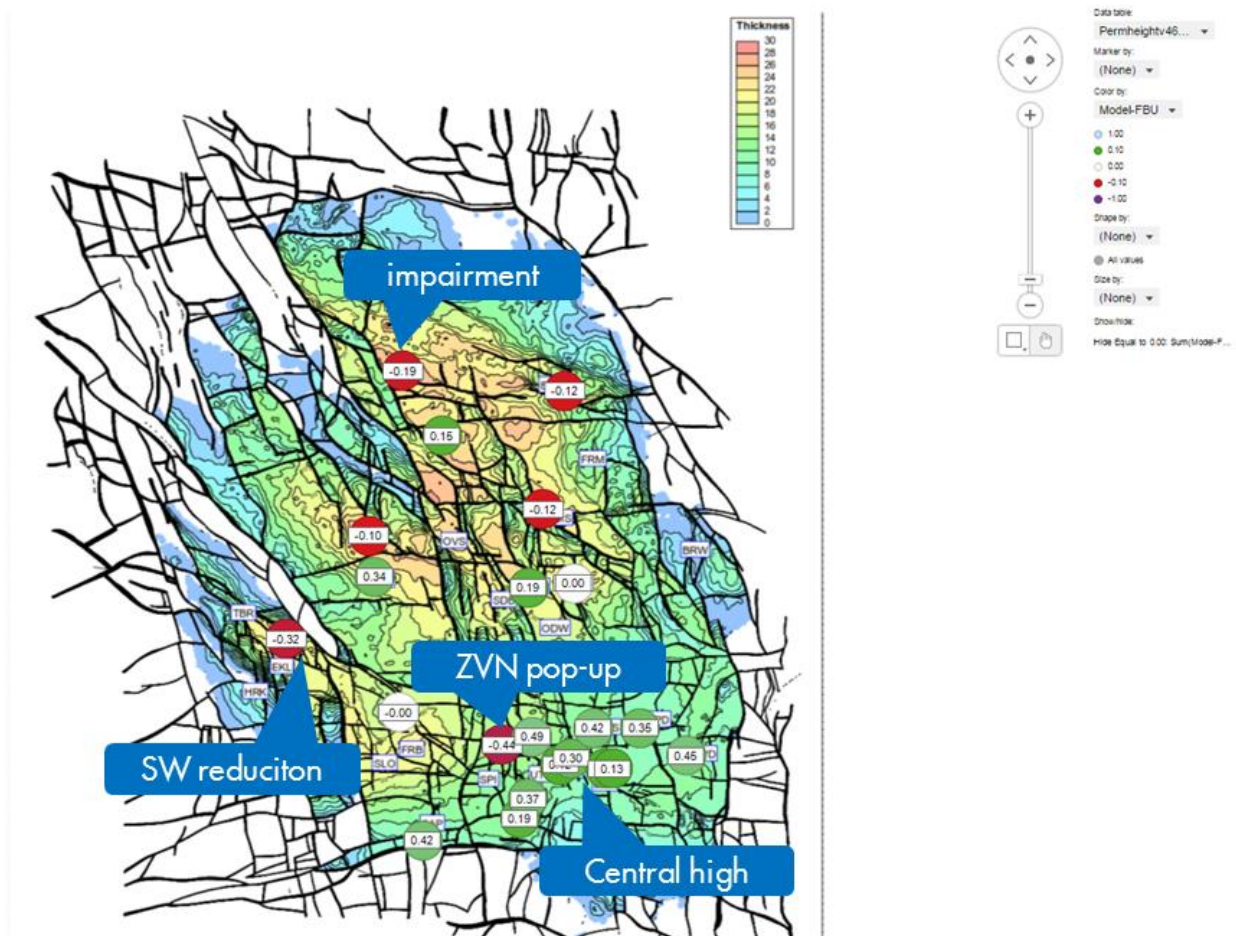 Thickness
30
28
26
24
22
20
18
16
14
12
10
8
6
4
2
0
Data table:
Permheightv46...
Marker by:
(None)
Color by:
Model-FBU
1.00
0.10
0.00
-0.10
-1.00
Shape by:
(None)
All values
Size by:
(None)
Show/hide:
Hide Equal to 0.00: Sum(Model-F...
impairment
-0.19
-0.12
0.15
FRM
-0.12
-0.10
OVS
BRW
0.34
0.19
0.00
ODW
TBR
-0.32
EKL
ZVN pop-up
HRK
-0.00
0.42
0.35
0.49
-0.44
FRB
SLO
0.30
0.45
0.13
SPI
SW reduciton
0.37
0.19
0.42
Central high